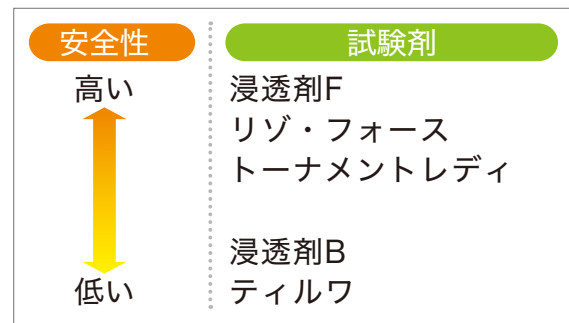 安全性 試験剤
高い 浸透剤F
リゾ・フォース
トーナメントレディ
浸透剤B
低い ティルワ